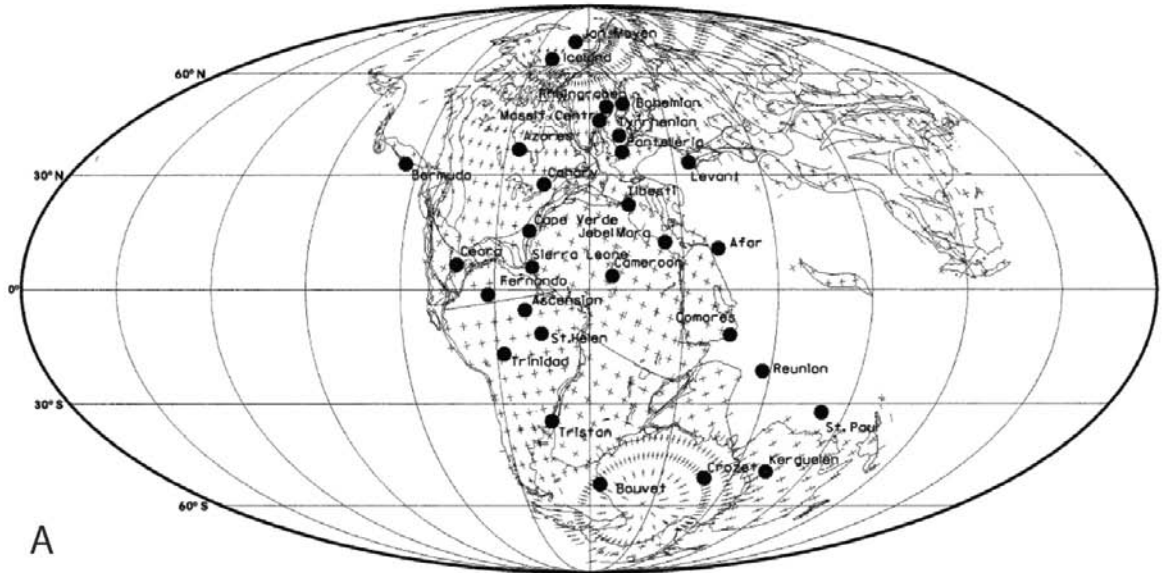 Jan Mayen
Iceland
60° N
Rhiingraben
Bohemian
Massif Centr
Tyrrhenian
Azores
Pantelleria
30° N
Bermuda
Canary
Levant
Tibesti
Cape Verde
Jebel Mara
Afar
Ceara
Sierra Leone
Cameroon
Fernando
0°
Ascension
Comores
St.Helen
Trinidad
Reunion
30° S
Tristan
St. Paul
Crozet
Kerguelen
Bouvet
60° S
A